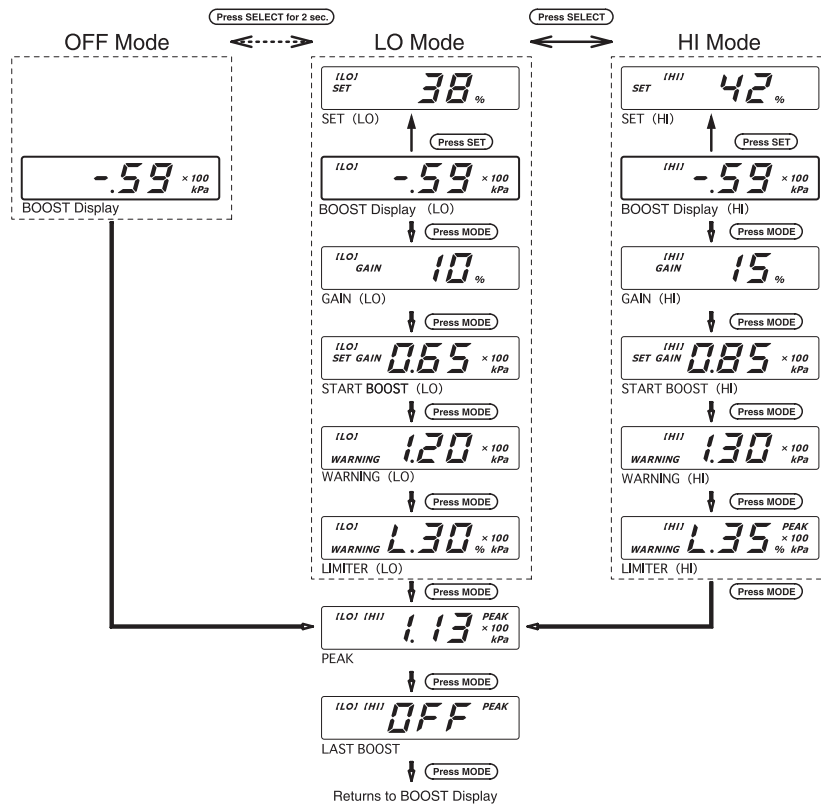 Press SELECT for 2 sec.
Press SELECT
OFF Mode
LO Mode
HI Mode
-.59 ×100 kPa
BOOST Display
[LO] SET 38 %
SET (LO)
Press SET
[LO] -.59 ×100 kPa
BOOST Display (LO)
Press MODE
[LO] GAIN 10 %
GAIN (LO)
Press MODE
[LO] SET GAIN 0.65 ×100 kPa
START BOOST (LO)
Press MODE
[LO] WARNING 1.20 ×100 kPa
WARNING (LO)
Press MODE
[LO] WARNING L.30 ×100 % kPa
LIMITER (LO)
Press MODE
[HI] SET 42 %
SET (HI)
Press SET
[HI] -.59 ×100 kPa
BOOST Display (HI)
Press MODE
[HI] GAIN 15 %
GAIN (HI)
Press MODE
[HI] SET GAIN 0.85 ×100 kPa
START BOOST (HI)
Press MODE
[HI] WARNING 1.30 ×100 kPa
WARNING (HI)
Press MODE
[HI] WARNING L.35 PEAK ×100 % kPa
LIMITER (HI)
Press MODE
[LO] [HI] 1.13 PEAK ×100 kPa
PEAK
Press MODE
[LO] [HI] OFF PEAK
LAST BOOST
Press MODE
Returns to BOOST Display